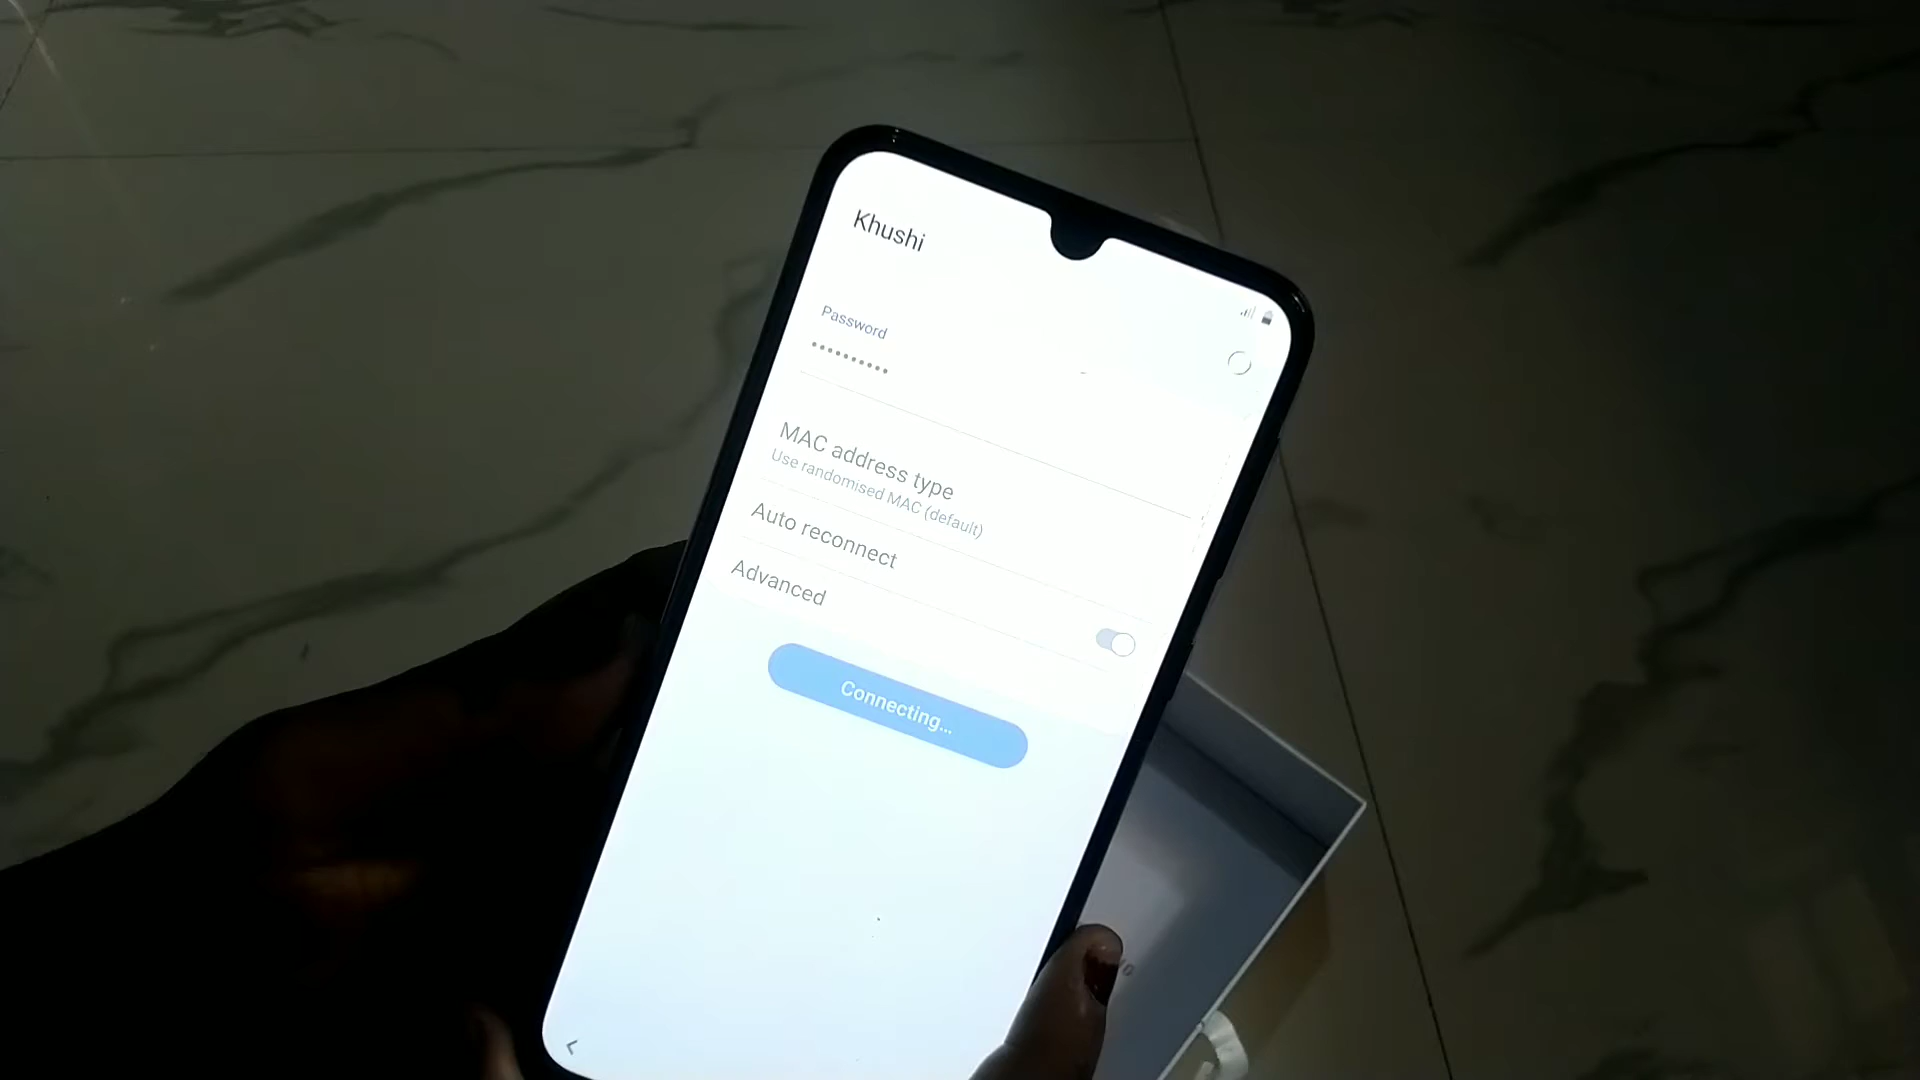 Khushi
Password
••••••••••
MAC address type
Use randomised MAC (default)
Auto reconnect
Advanced
Connecting...